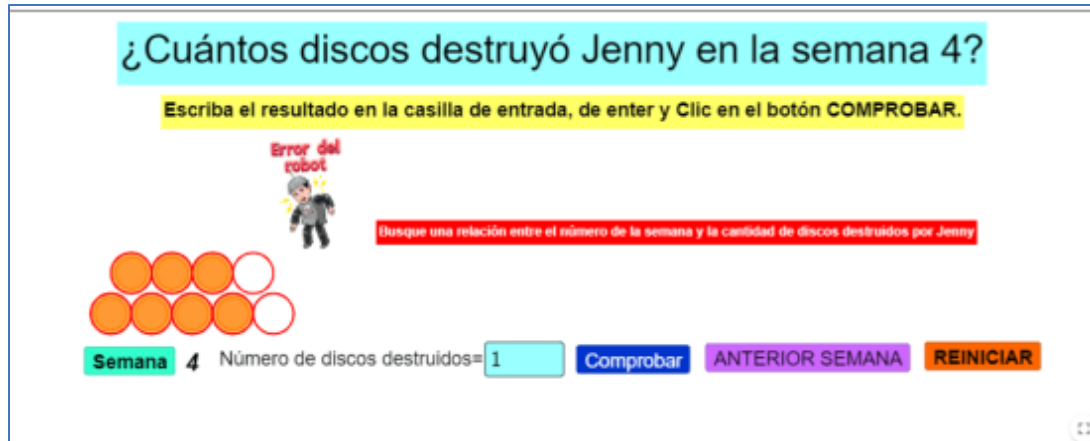 ¿Cuántos discos destruyó Jenny en la semana 4?
Escriba el resultado en la casilla de entrada, de enter y Clic en el botón COMPROBAR.
Error del
robot
Busque una relación entre el número de la semana y la cantidad de discos destruidos por Jenny
Semana 4 Número de discos destruidos= 1 Comprobar ANTERIOR SEMANA REINICIAR